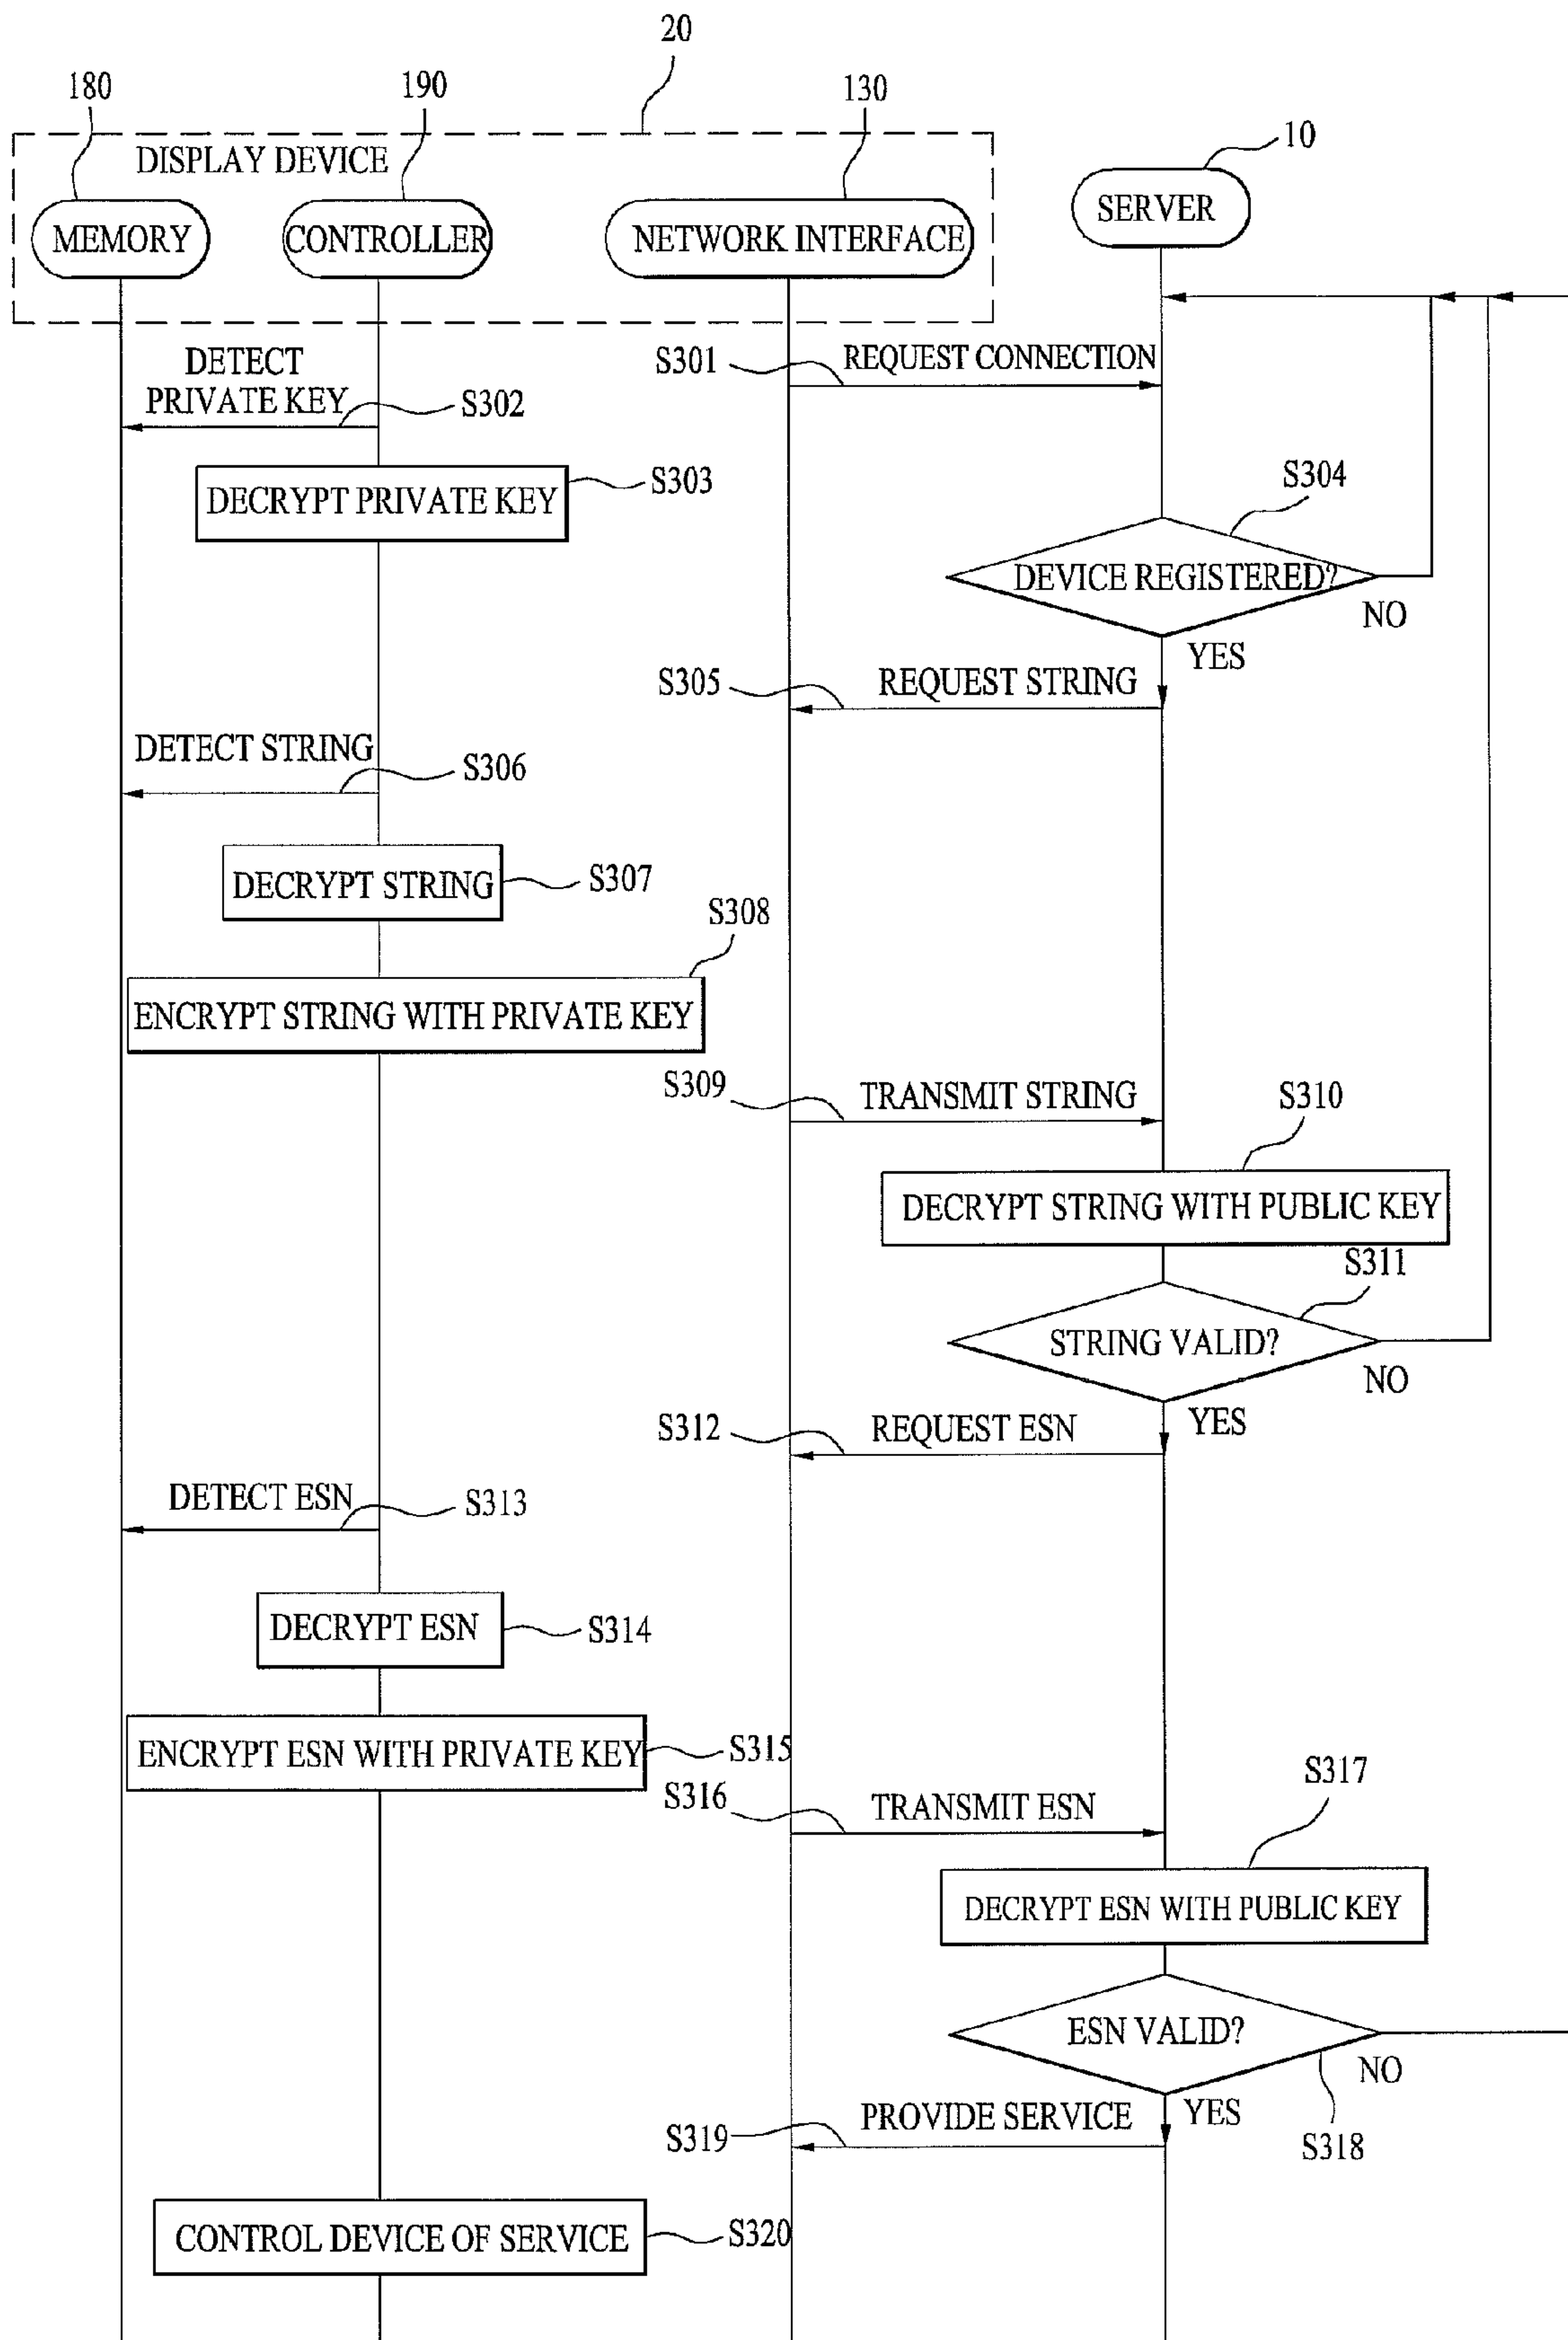 20
180
190
130
10
DISPLAY DEVICE
MEMORY
CONTROLLER
NETWORK INTERFACE
SERVER
DETECT
PRIVATE KEY
S302
S301
REQUEST CONNECTION
DECRYPT PRIVATE KEY
S303
S304
DEVICE REGISTERED?
NO
YES
S305
REQUEST STRING
DETECT STRING
S306
DECRYPT STRING
S307
S308
ENCRYPT STRING WITH PRIVATE KEY
S309
TRANSMIT STRING
S310
DECRYPT STRING WITH PUBLIC KEY
S311
STRING VALID?
NO
YES
S312
REQUEST ESN
DETECT ESN
S313
DECRYPT ESN
S314
ENCRYPT ESN WITH PRIVATE KEY
S315
S316
TRANSMIT ESN
S317
DECRYPT ESN WITH PUBLIC KEY
ESN VALID?
NO
YES
S318
S319
PROVIDE SERVICE
CONTROL DEVICE OF SERVICE
S320